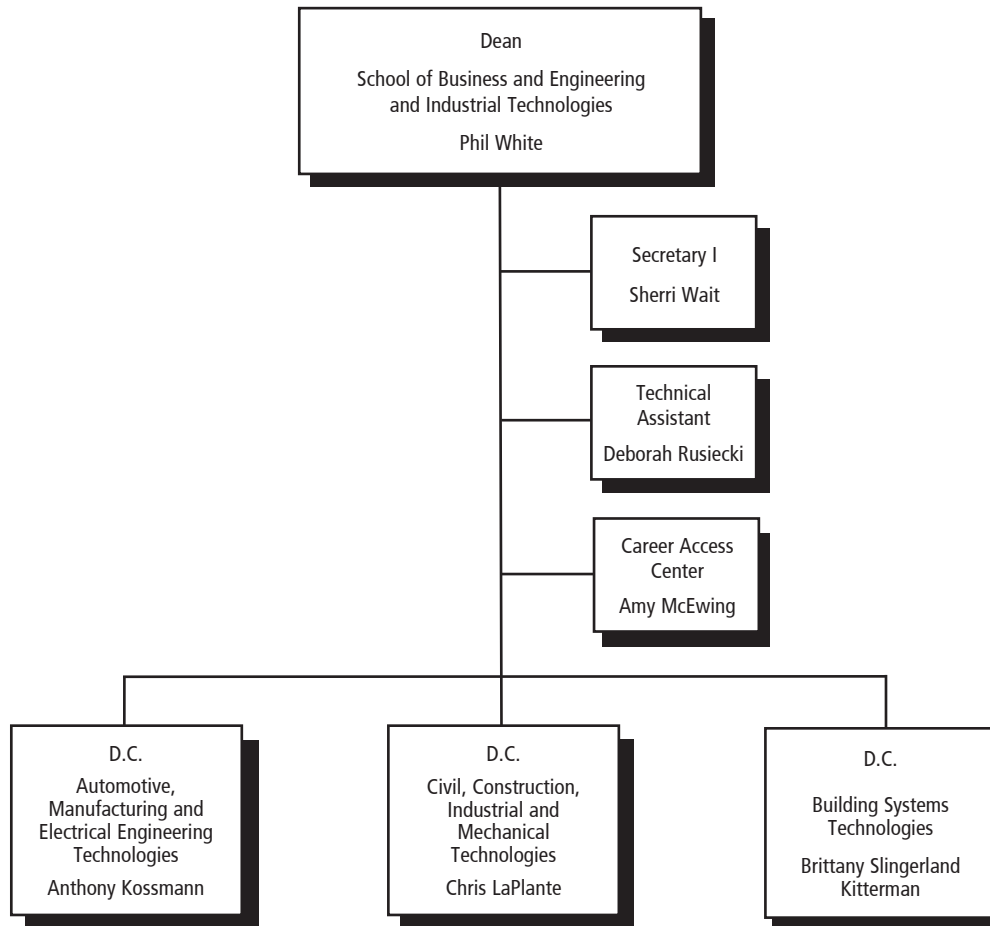 Dean
School of Business and Engineering
and Industrial Technologies
Phil White
Secretary I
Sherri Wait
Technical
Assistant
Deborah Rusiecki
Career Access
Center
Amy McEwing
D.C.
Automotive,
Manufacturing and
Electrical Engineering
Technologies
Anthony Kossmann
D.C.
Civil, Construction,
Industrial and
Mechanical
Technologies
Chris LaPlante
D.C.
Building Systems
Technologies
Brittany Slingerland
Kitterman